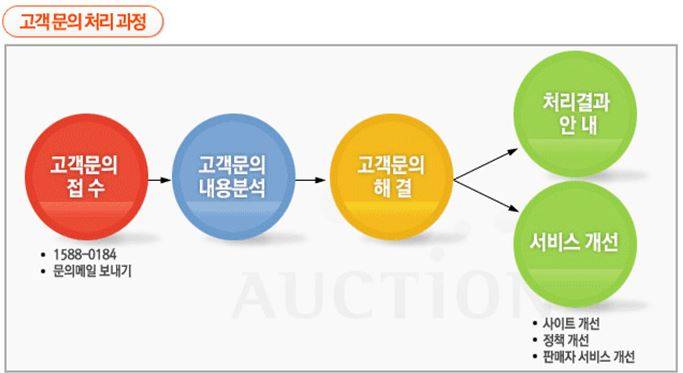 고객 문의 처리 과정
고객문의
접 수
고객문의
내용분석
고객문의
해 결
처리결과
안 내
서비스 개선
• 1588-0184
• 문의메일 보내기
AUCTION
• 사이트 개선
• 정책 개선
• 판매자 서비스 개선